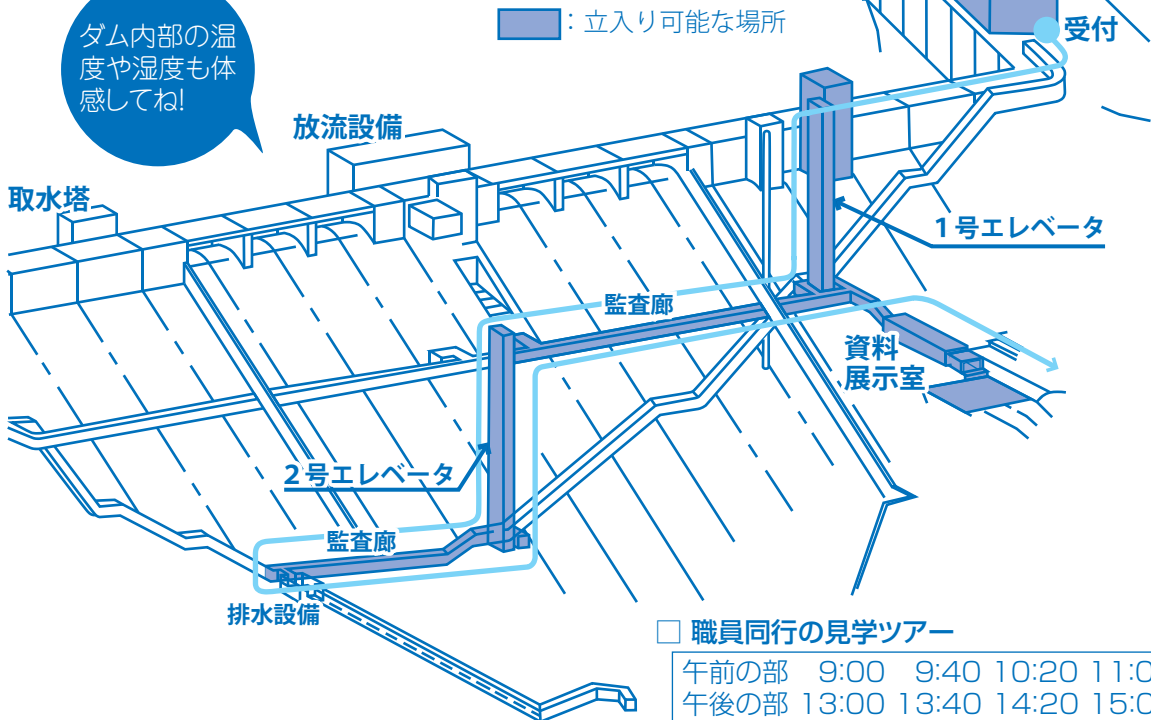 ダム内部の温
度や湿度も体
感してね!
：立入り可能な場所
受付
放流設備
取水塔
1号エレベータ
監査廊
資料
展示室
2号エレベータ
監査廊
排水設備
□ 職員同行の見学ツアー
午前の部 9:00 9:40 10:20 11:0
午後の部 13:00 13:40 14:20 15:0